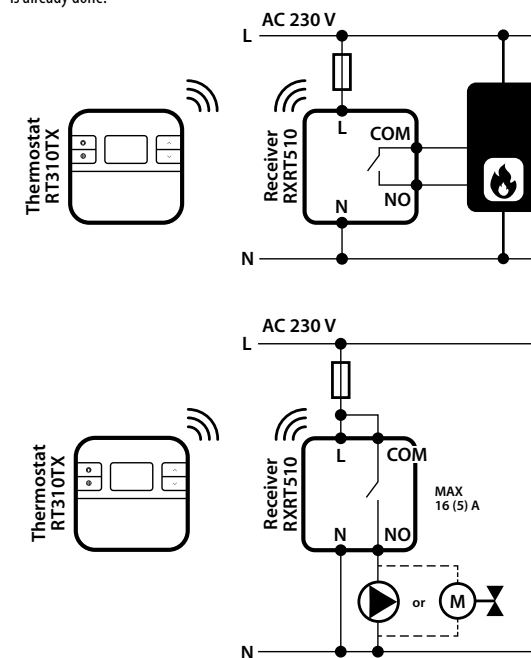 is already done.
AC 230 V
L
Thermostat
RT310TX
Receiver
RXRT510
L
COM
NO
N
N
AC 230 V
L
Thermostat
RT310TX
Receiver
RXRT510
L
COM
MAX
16 (5) A
N
NO
or
M
N